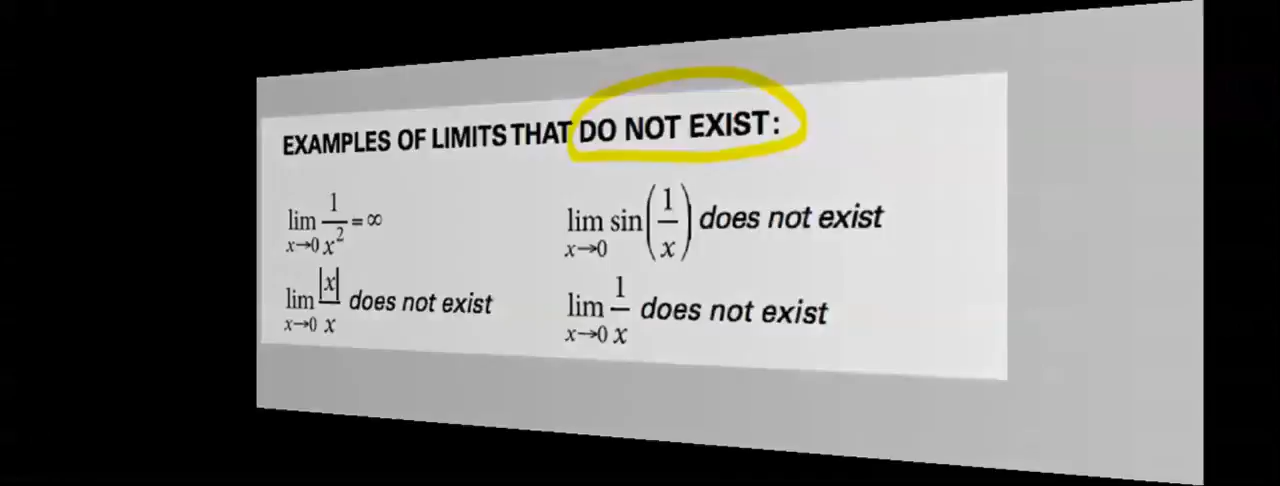 EXAMPLES OF LIMITS THAT DO NOT EXIST:
lim x→0 1/x² = ∞
lim x→0 sin(1/x) does not exist
lim x→0 |x|/x does not exist
lim x→0 1/x does not exist